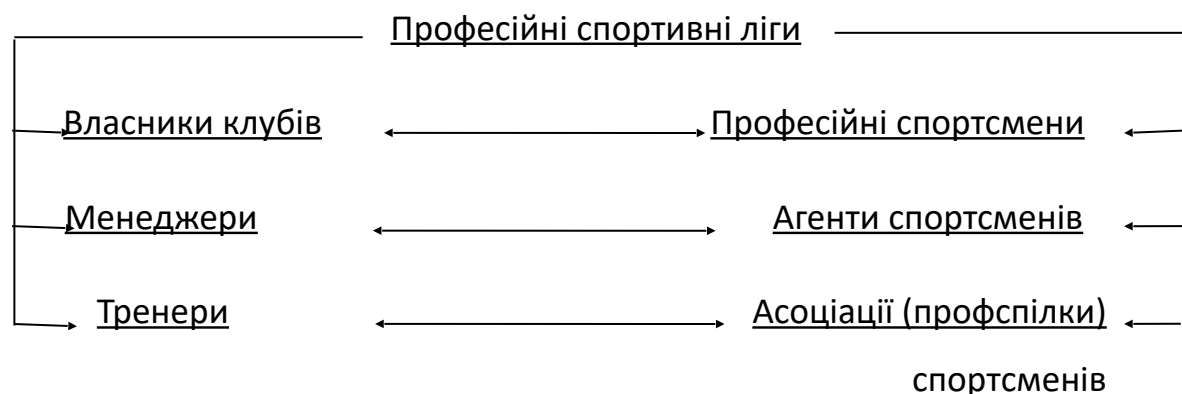 Професійні спортивні ліги
Власники клубів Професійні спортсмени
Менеджери Агенти спортсменів
Тренери Асоціації (профспілки)
спортсменів